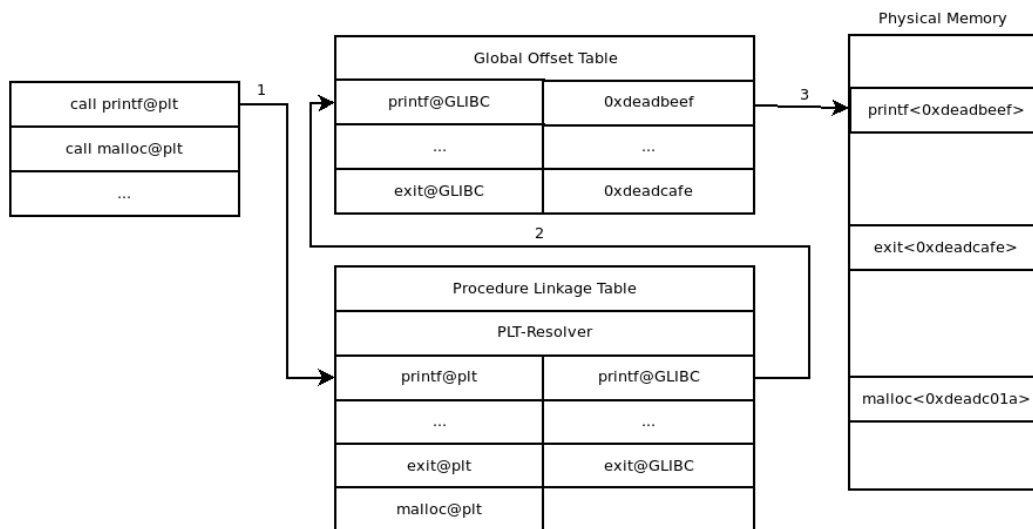 Physical Memory
Global Offset Table
1
call printf@plt
printf@GLIBC
0xdeadbeef
3
printf<0xdeadbeef>
call malloc@plt
...
...
...
exit@GLIBC
0xdeadcafe
2
exit<0xdeadcafe>
Procedure Linkage Table
PLT-Resolver
printf@plt
printf@GLIBC
malloc<0xdeadc01a>
...
...
exit@plt
exit@GLIBC
malloc@plt